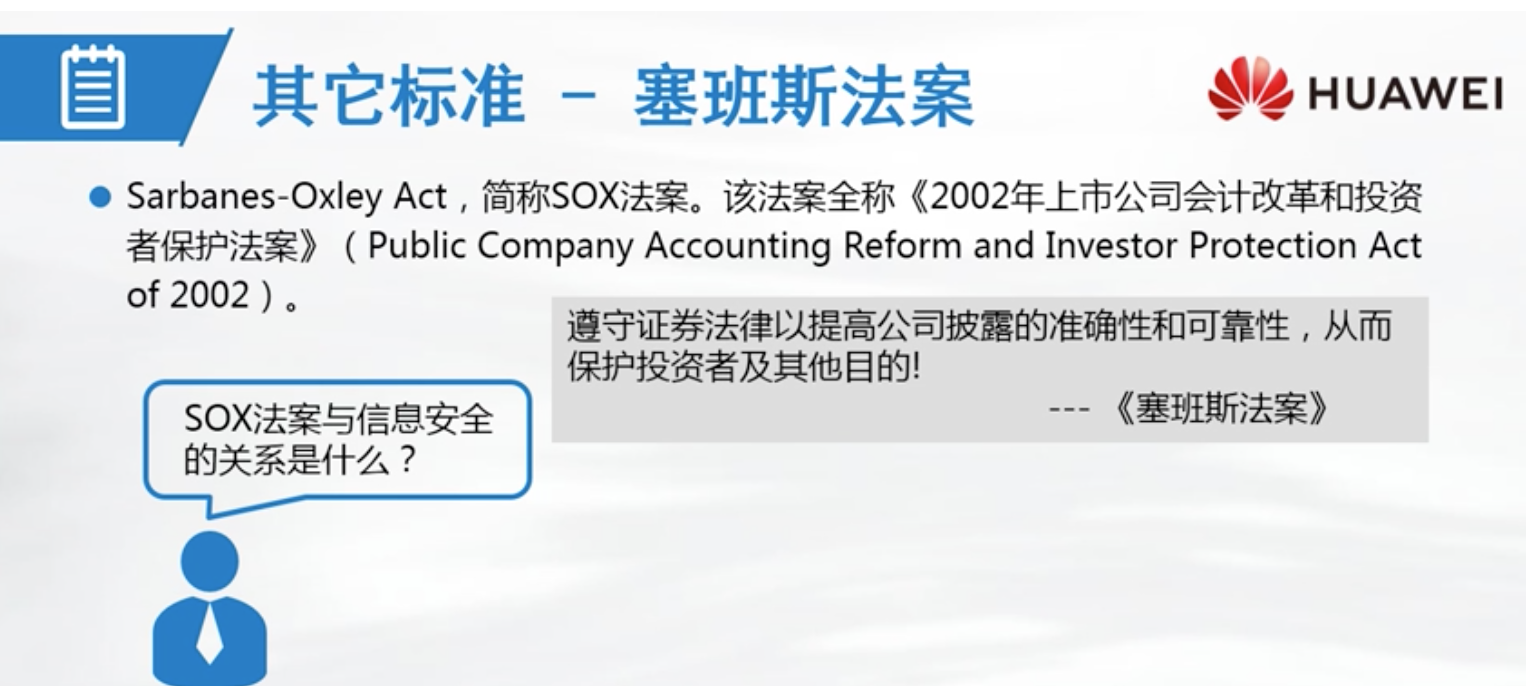 其它标准 - 塞班斯法案
HUAWEI
Sarbanes-Oxley Act，简称SOX法案。该法案全称《2002年上市公司会计改革和投资
者保护法案》（Public Company Accounting Reform and Investor Protection Act
of 2002）。
遵守证券法律以提高公司披露的准确性和可靠性，从而
保护投资者及其他目的!
--- 《塞班斯法案》
SOX法案与信息安全
的关系是什么？